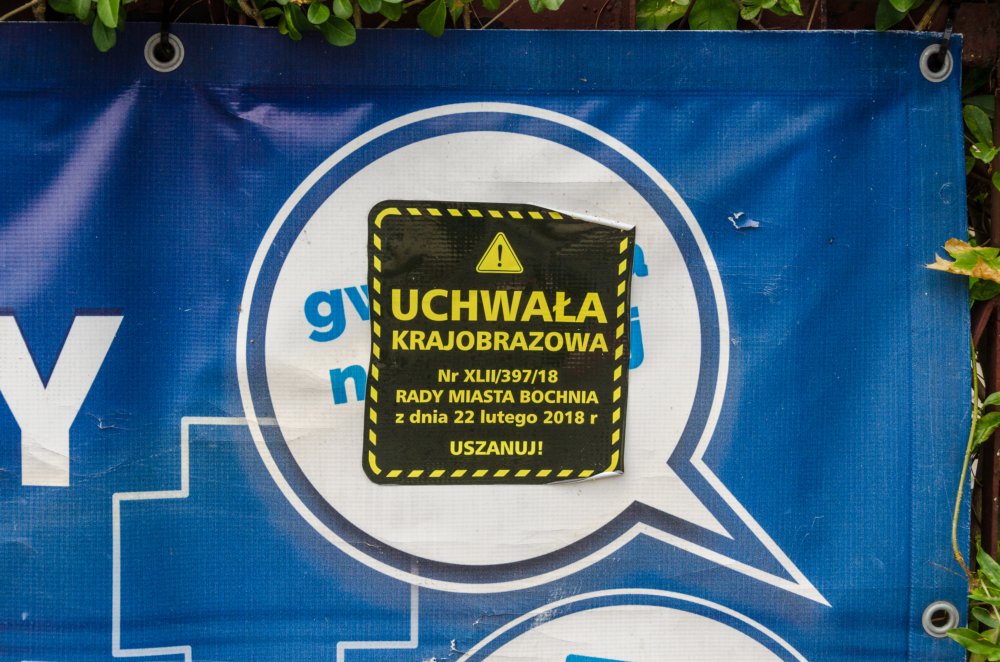 Y
UCHWAŁA
KRAJOBRAZOWA
Nr XLII/397/18
RADY MIASTA BOCHNIA
z dnia 22 lutego 2018 r
USZANUJ!